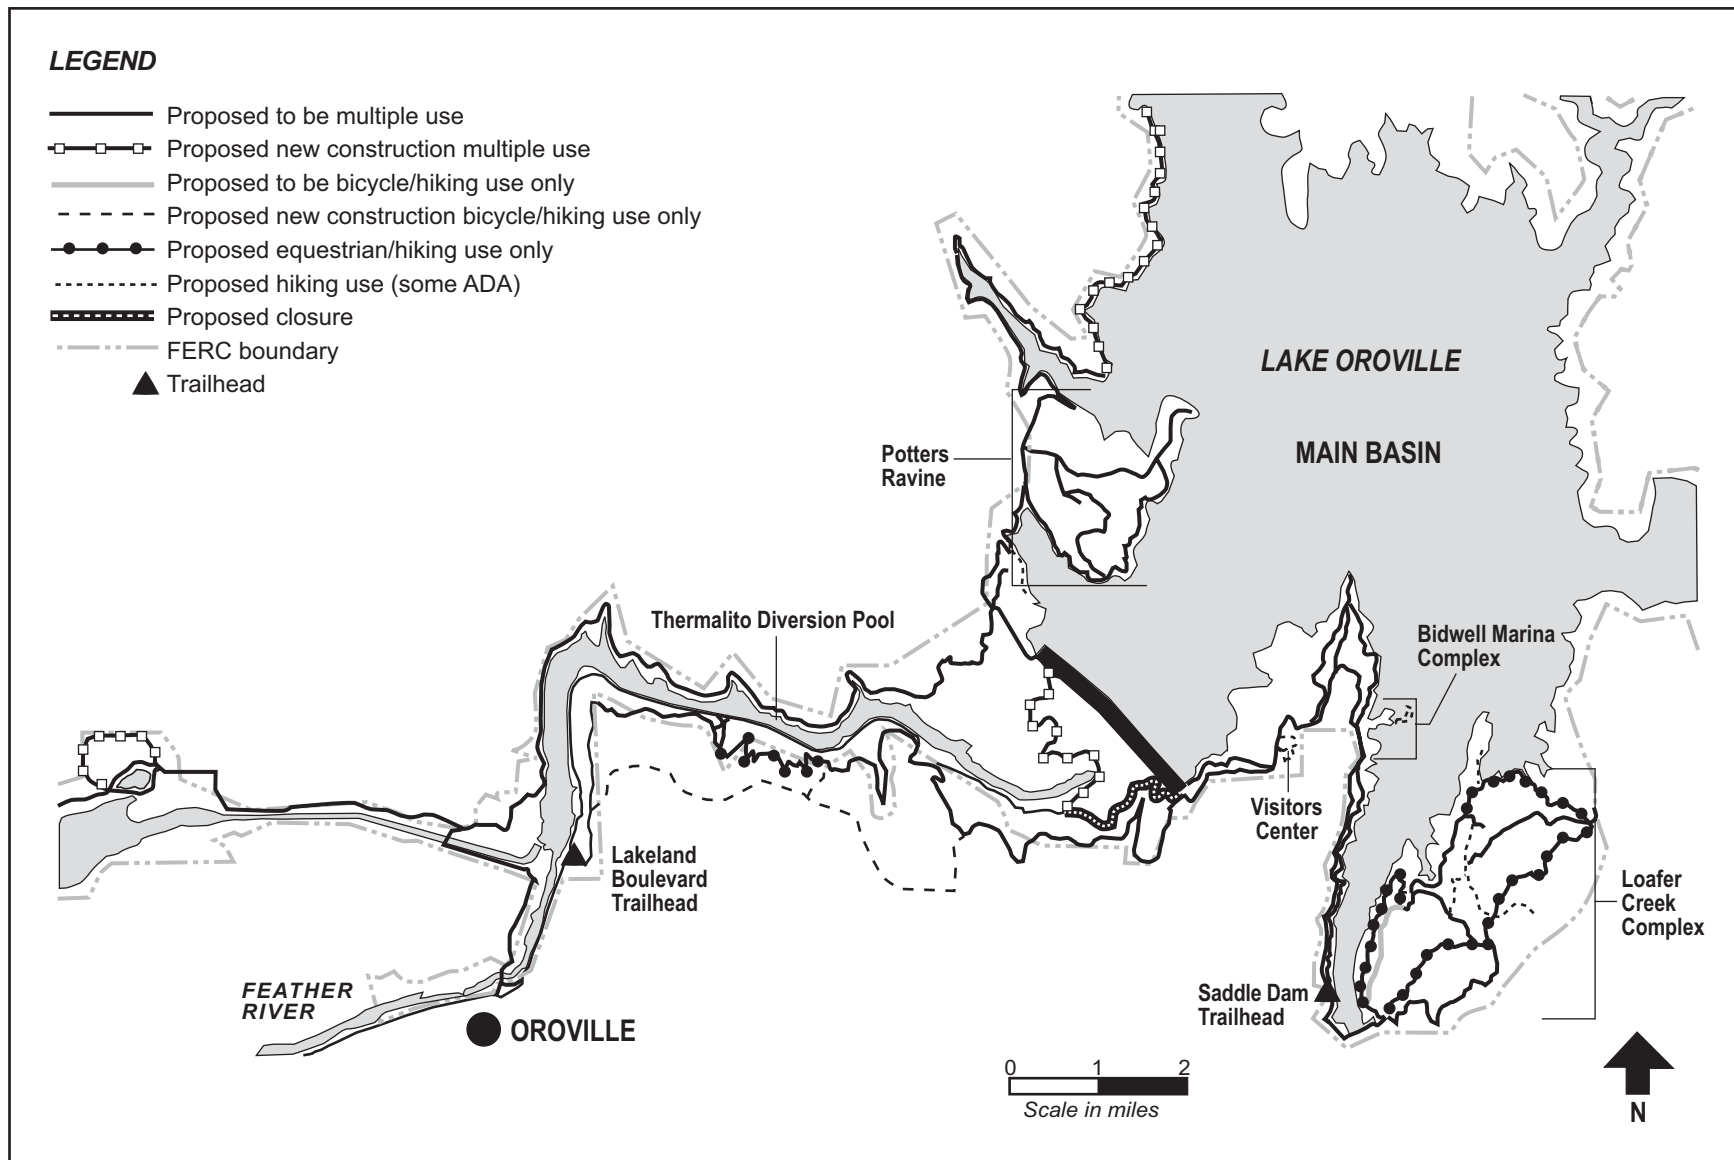 LEGEND
Proposed to be multiple use
Proposed new construction multiple use
Proposed to be bicycle/hiking use only
Proposed new construction bicycle/hiking use only
Proposed equestrian/hiking use only
Proposed hiking use (some ADA)
Proposed closure
FERC boundary
Trailhead
LAKE OROVILLE
MAIN BASIN
Potters
Ravine
Thermalito Diversion Pool
Bidwell Marina
Complex
Visitors
Center
Lakeland
Boulevard
Trailhead
Loafer
Creek
Complex
Saddle Dam
Trailhead
FEATHER
RIVER
OROVILLE
0 1 2
Scale in miles
N